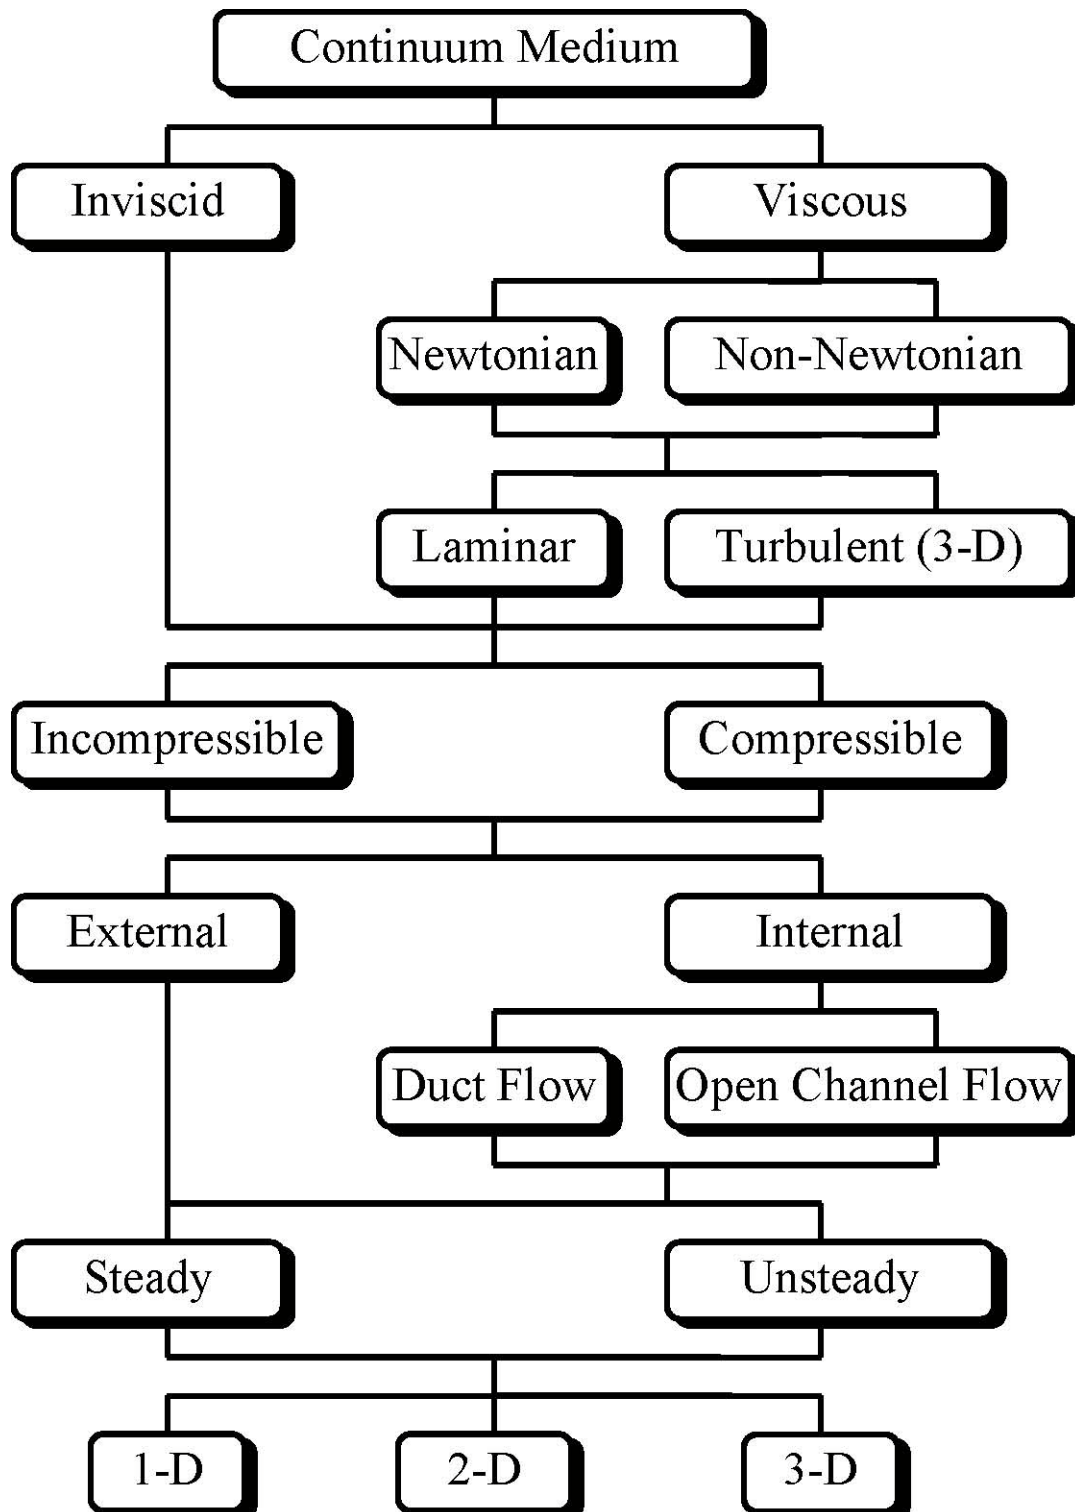 Continuum Medium
Inviscid
Viscous
Newtonian
Non-Newtonian
Laminar
Turbulent (3-D)
Incompressible
Compressible
External
Internal
Duct Flow
Open Channel Flow
Steady
Unsteady
1-D
2-D
3-D